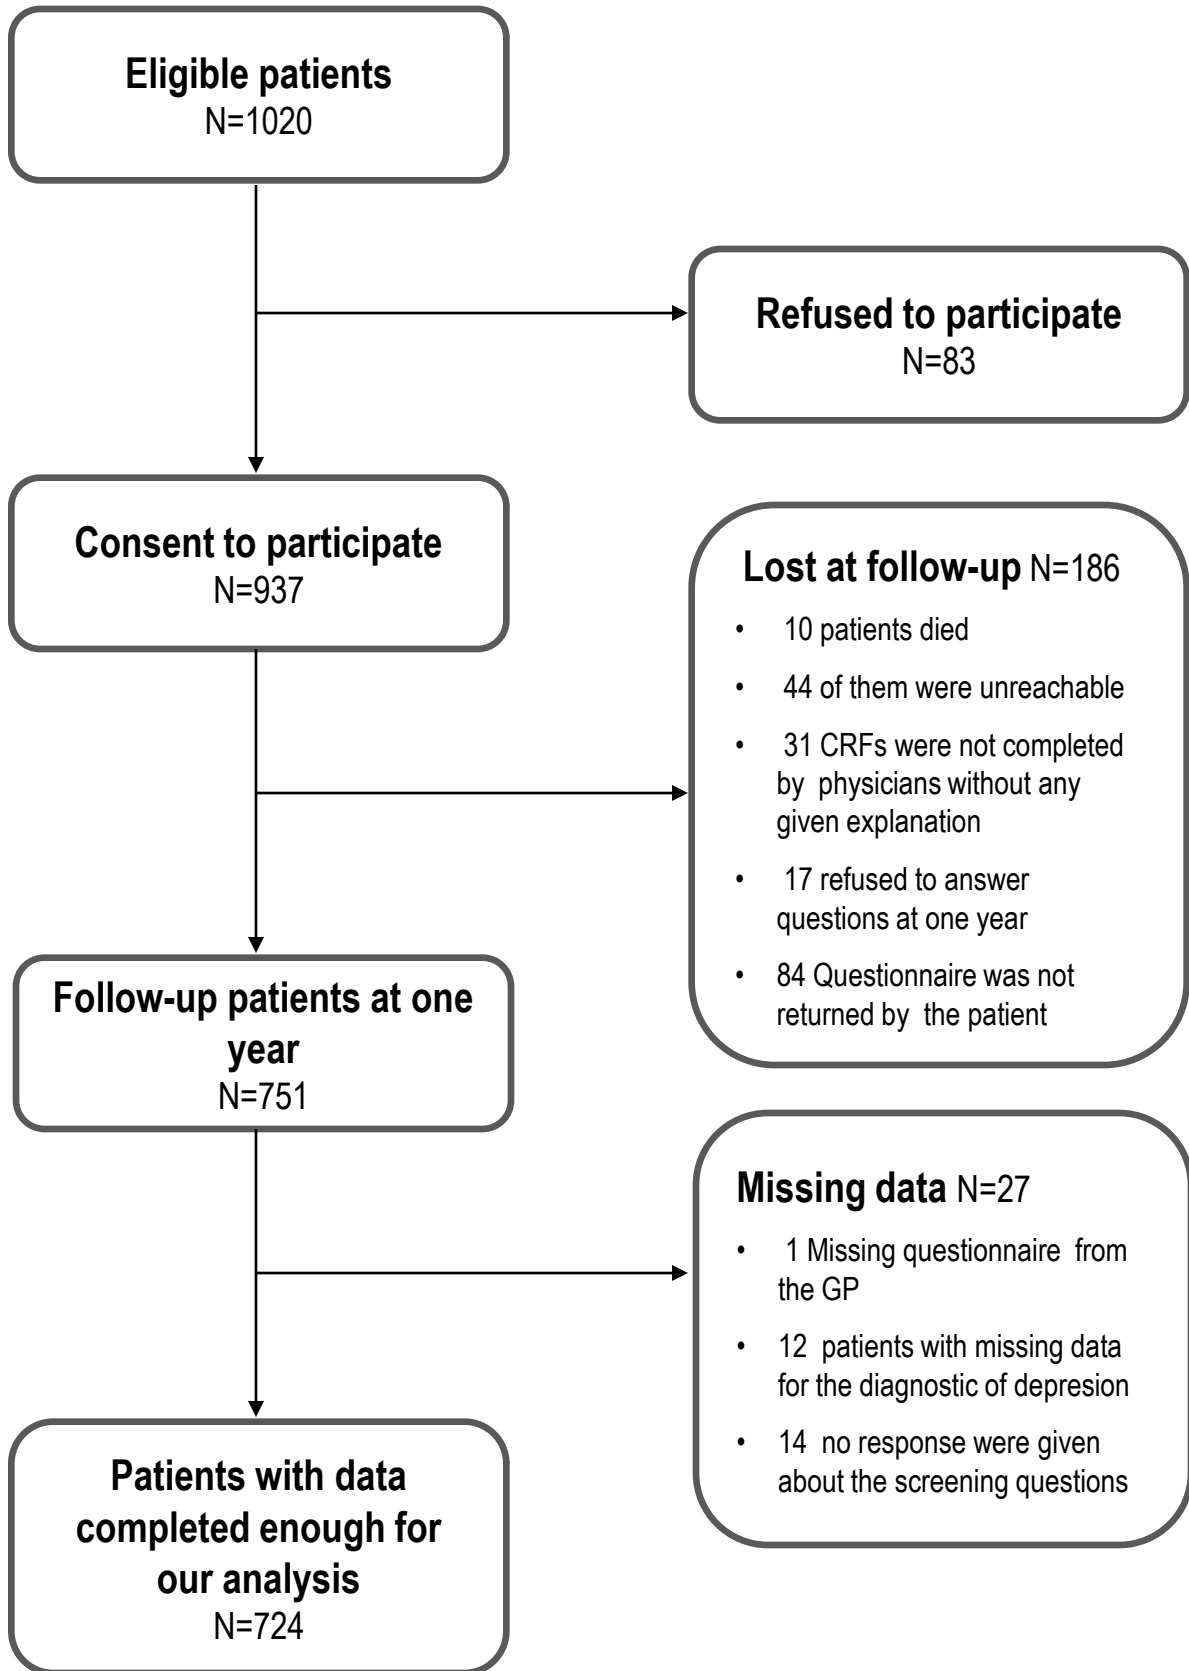 Eligible patients
N=1020
Refused to participate
N=83
Consent to participate
N=937
Lost at follow-up N=186
• 10 patients died
• 44 of them were unreachable
• 31 CRFs were not completed
by physicians without any
given explanation
• 17 refused to answer
questions at one year
• 84 Questionnaire was not
returned by the patient
Follow-up patients at one
year
N=751
Missing data N=27
• 1 Missing questionnaire from
the GP
• 12 patients with missing data
for the diagnostic of depresion
• 14 no response were given
about the screening questions
Patients with data
completed enough for
our analysis
N=724